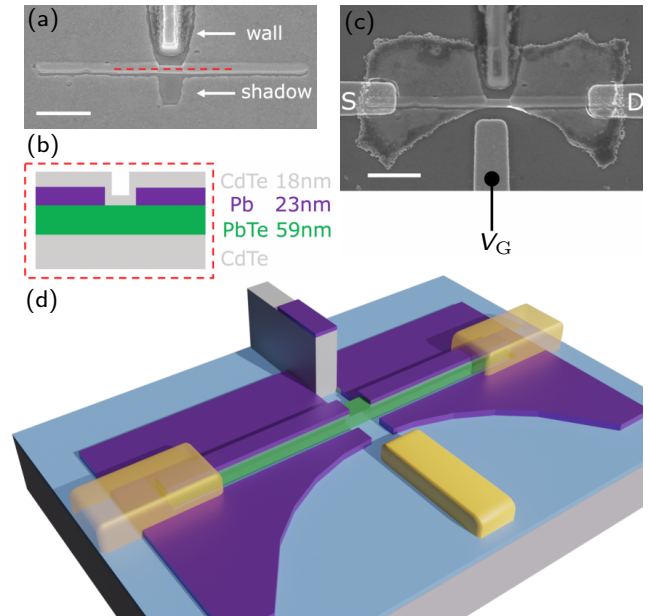 (a)
wall
shadow
(b)
CdTe 18nm
Pb 23nm
PbTe 59nm
CdTe
(c)
S
D
V_G
(d)